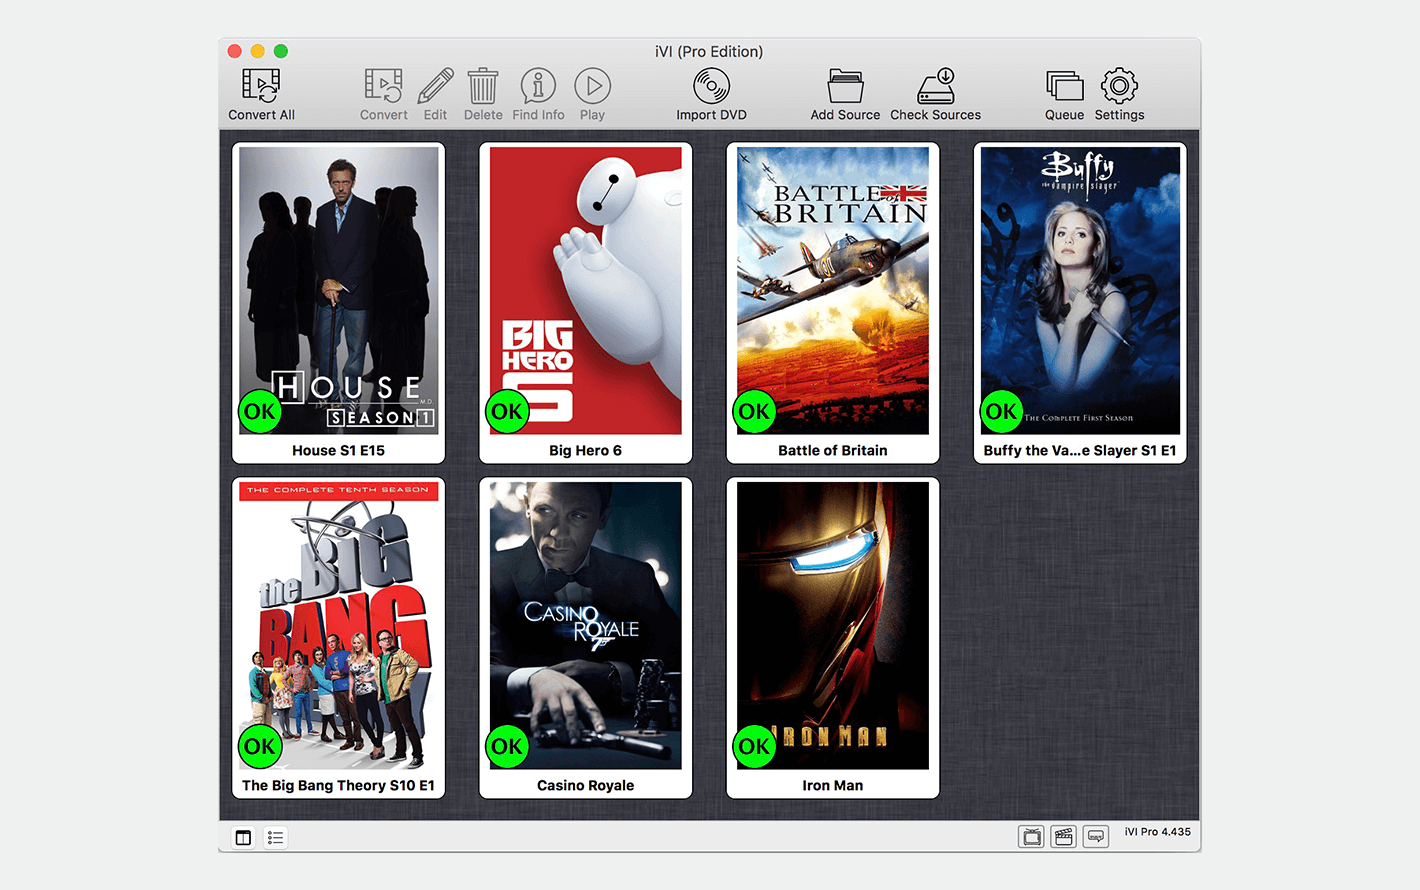 iVI (Pro Edition)
Convert All
Convert
Edit
Delete
Find Info
Play
Import DVD
Add Source
Check Sources
Queue
Settings
HOUSE
M.D.
SEASON 1
OK
House S1 E15
BIG
HERO
6
OK
Big Hero 6
BATTLE of
BRITAIN
OK
Battle of Britain
Buffy
the vampire slayer
THE COMPLETE FIRST SEASON
OK
Buffy the Va...e Slayer S1 E1
THE COMPLETE TENTH SEASON
the BIG
BANG
OK
The Big Bang Theory S10 E1
CASINO
ROYALE
007
OK
Casino Royale
IRON MAN
OK
Iron Man
iVI Pro 4.435